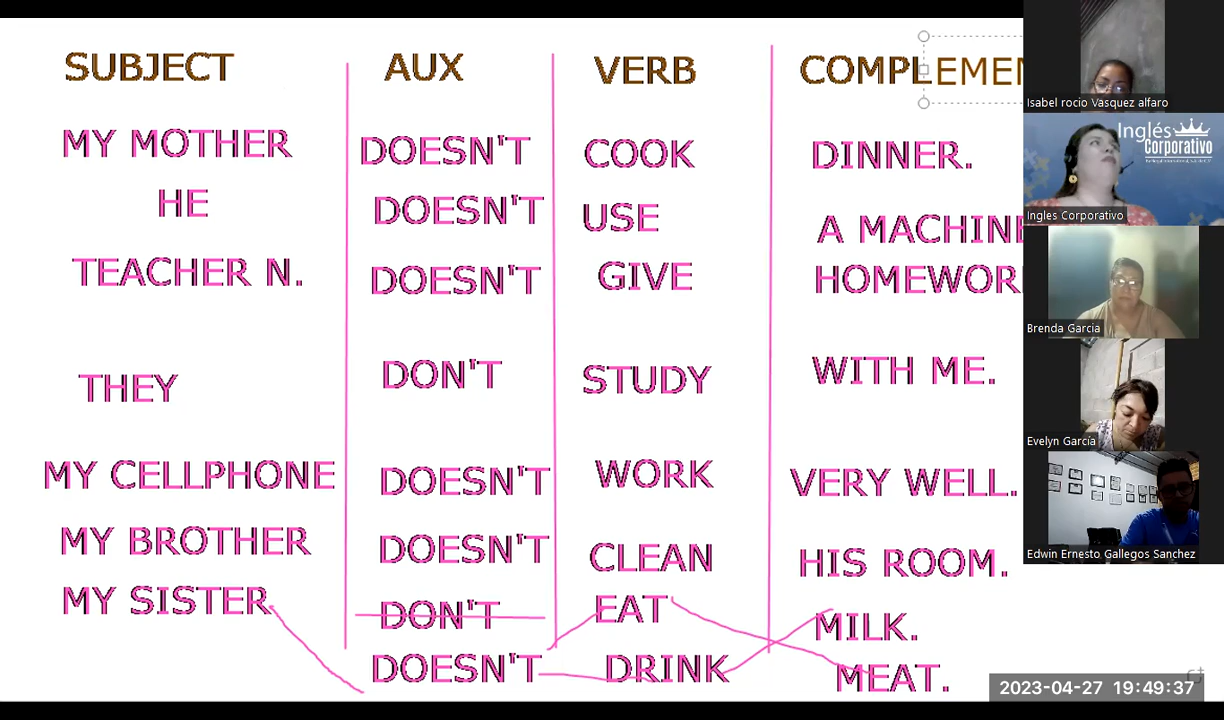 SUBJECT AUX VERB COMPLEMEN
MY MOTHER DOESN'T COOK DINNER.
HE DOESN'T USE A MACHINE
TEACHER N. DOESN'T GIVE HOMEWOR
THEY DON'T STUDY WITH ME.
MY CELLPHONE DOESN'T WORK VERY WELL.
MY BROTHER DOESN'T CLEAN HIS ROOM.
MY SISTER DON'T EAT MILK.
DOESN'T DRINK MEAT.
Isabel rocio Vasquez alfaro
Inglés
Corporativo
Ingles Corporativo
Brenda Garcia
Evelyn García
Edwin Ernesto Gallegos Sanchez
2023-04-27 19:49:37